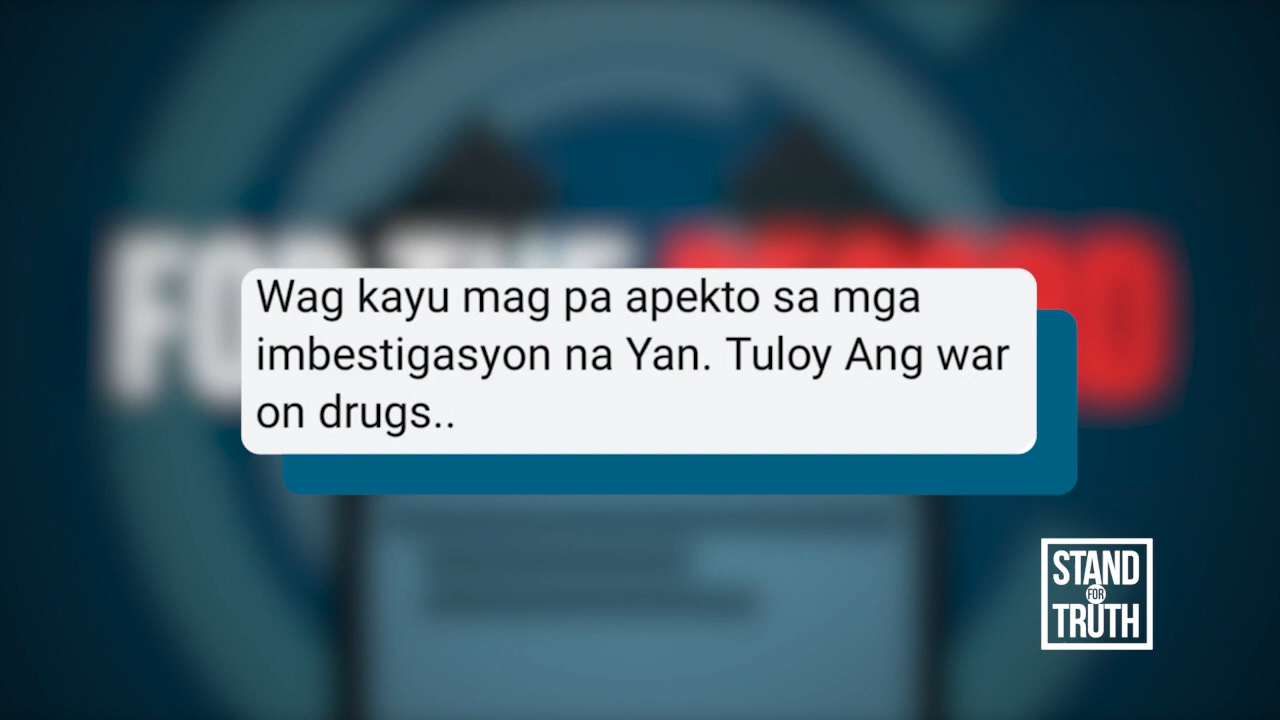 Wag kayu mag pa apekto sa mga
imbestigasyon na Yan. Tuloy Ang war
on drugs..
STAND
FOR
TRUTH